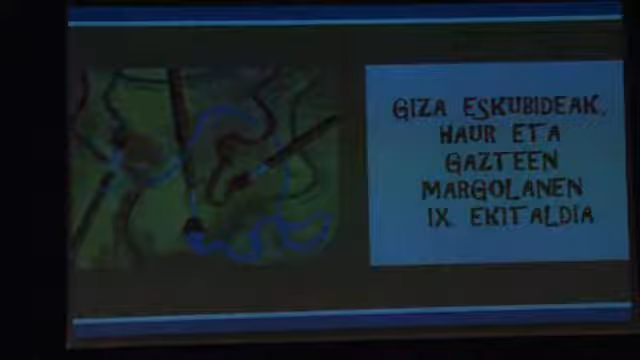 GIZA ESKUBIDEAK,
HAUR ETA
GAZTEEN
MARGOLANEN
IX. EKITALDIA